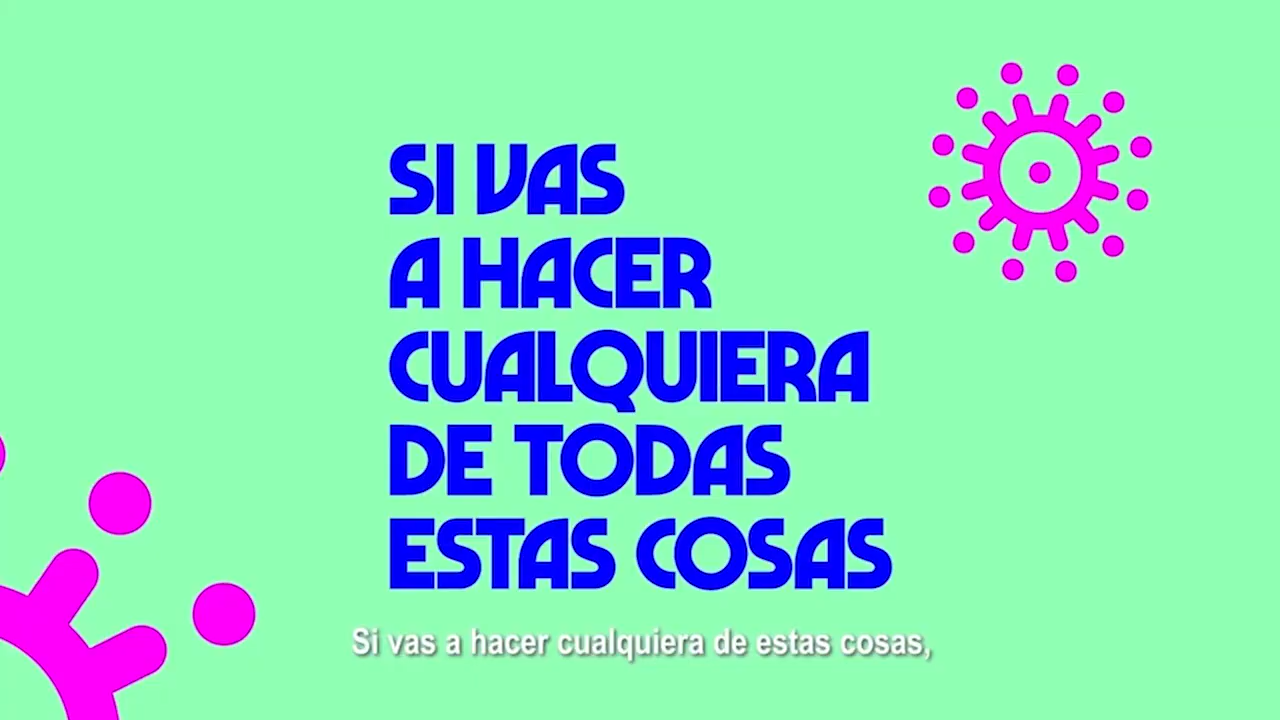 SI VAS
A HACER
CUALQUIERA
DE TODAS
ESTAS COSAS
Si vas a hacer cualquiera de estas cosas,